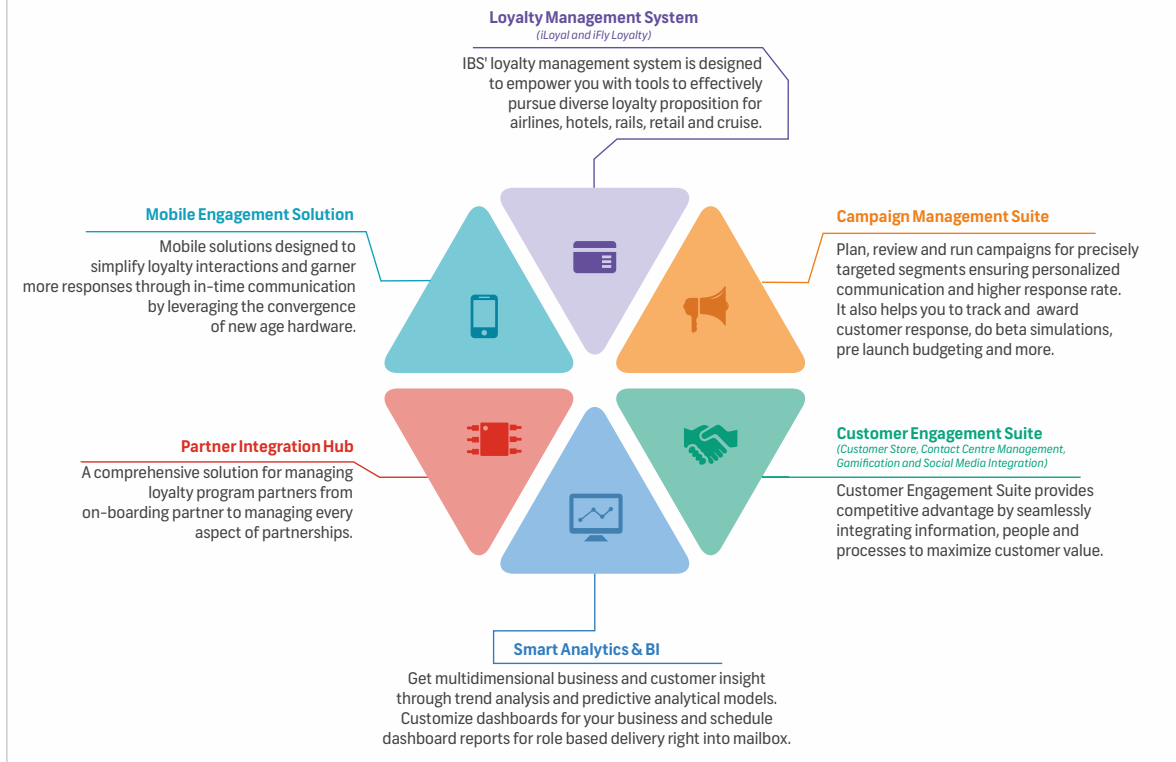 Loyalty Management System
(iLoyal and iFly Loyalty)
IBS' loyalty management system is designed
to empower you with tools to effectively
pursue diverse loyalty proposition for
airlines, hotels, rails, retail and cruise.
Mobile Engagement Solution
Mobile solutions designed to
simplify loyalty interactions and garner
more responses through in-time communication
by leveraging the convergence
of new age hardware.
Campaign Management Suite
Plan, review and run campaigns for precisely
targeted segments ensuring personalized
communication and higher response rate.
It also helps you to track and award
customer response, do beta simulations,
pre launch budgeting and more.
Partner Integration Hub
A comprehensive solution for managing
loyalty program partners from
on-boarding partner to managing every
aspect of partnerships.
Customer Engagement Suite
(Customer Store, Contact Centre Management,
Gamification and Social Media Integration)
Customer Engagement Suite provides
competitive advantage by seamlessly
integrating information, people and
processes to maximize customer value.
Smart Analytics & BI
Get multidimensional business and customer insight
through trend analysis and predictive analytical models.
Customize dashboards for your business and schedule
dashboard reports for role based delivery right into mailbox.